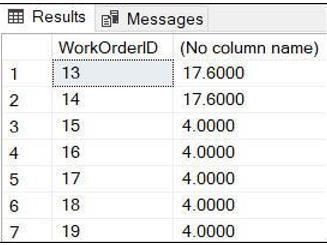 Results Messages
WorkOrderID (No column name)
1 13 17.6000
2 14 17.6000
3 15 4.0000
4 16 4.0000
5 17 4.0000
6 18 4.0000
7 19 4.0000